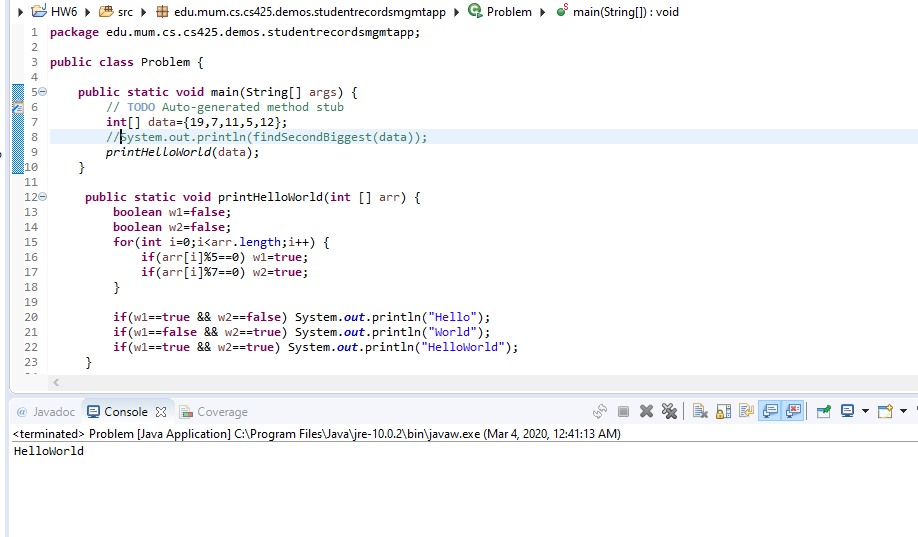 HW6 src edu.mum.cs.cs425.demos.studentrecordsmgmtapp Problem main(String[]) : void
1 package edu.mum.cs.cs425.demos.studentrecordsmgmtapp;
2
3 public class Problem {
4
5 public static void main(String[] args) {
6 // TODO Auto-generated method stub
7 int[] data={19,7,11,5,12};
8 //System.out.println(findSecondBiggest(data));
9 printHelloWorld(data);
10 }
11
12 public static void printHelloWorld(int [] arr) {
13 boolean w1=false;
14 boolean w2=false;
15 for(int i=0;i<arr.length;i++) {
16 if(arr[i]%5==0) w1=true;
17 if(arr[i]%7==0) w2=true;
18 }
19
20 if(w1==true && w2==false) System.out.println("Hello");
21 if(w1==false && w2==true) System.out.println("World");
22 if(w1==true && w2==true) System.out.println("HelloWorld");
23 }
@ Javadoc Console Coverage
<terminated> Problem [Java Application] C:\Program Files\Java\jre-10.0.2\bin\javaw.exe (Mar 4, 2020, 12:41:13 AM)
HelloWorld